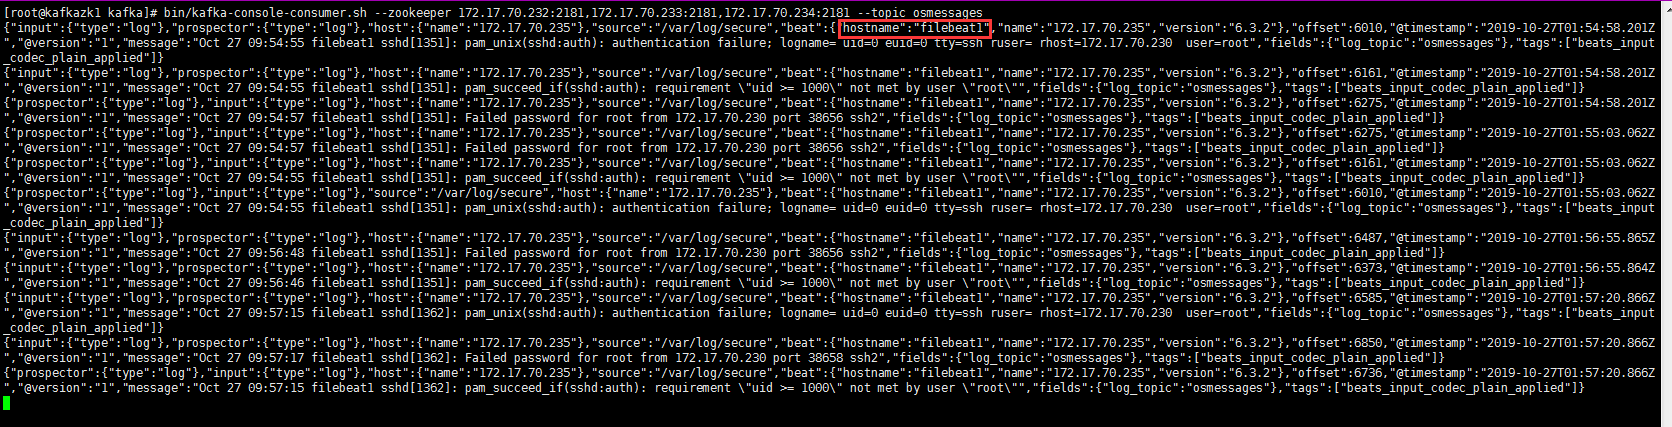 [root@kafkazk1 kafka]# bin/kafka-console-consumer.sh --zookeeper 172.17.70.232:2181,172.17.70.233:2181,172.17.70.234:2181 --topic osmessages
{"input":{"type":"log"},"prospector":{"type":"log"},"host":{"name":"172.17.70.235"},"source":"/var/log/secure","beat":{"hostname":"filebeat1","name":"172.17.70.235","version":"6.3.2"},"offset":6010,"@timestamp":"2019-10-27T01:54:58.201Z
","@version":"1","message":"Oct 27 09:54:55 filebeat1 sshd[1351]: pam_unix(sshd:auth): authentication failure; logname= uid=0 euid=0 tty=ssh ruser= rhost=172.17.70.230  user=root","fields":{"log_topic":"osmessages"},"tags":["beats_input
_codec_plain_applied"]}
{"input":{"type":"log"},"prospector":{"type":"log"},"host":{"name":"172.17.70.235"},"source":"/var/log/secure","beat":{"hostname":"filebeat1","name":"172.17.70.235","version":"6.3.2"},"offset":6161,"@timestamp":"2019-10-27T01:54:58.201Z
","@version":"1","message":"Oct 27 09:54:55 filebeat1 sshd[1351]: pam_succeed_if(sshd:auth): requirement \"uid >= 1000\" not met by user \"root\"","fields":{"log_topic":"osmessages"},"tags":["beats_input_codec_plain_applied"]}
{"prospector":{"type":"log"},"input":{"type":"log"},"host":{"name":"172.17.70.235"},"source":"/var/log/secure","beat":{"hostname":"filebeat1","name":"172.17.70.235","version":"6.3.2"},"offset":6275,"@timestamp":"2019-10-27T01:54:58.201Z
","@version":"1","message":"Oct 27 09:54:57 filebeat1 sshd[1351]: Failed password for root from 172.17.70.230 port 38656 ssh2","fields":{"log_topic":"osmessages"},"tags":["beats_input_codec_plain_applied"]}
{"prospector":{"type":"log"},"input":{"type":"log"},"host":{"name":"172.17.70.235"},"source":"/var/log/secure","beat":{"hostname":"filebeat1","name":"172.17.70.235","version":"6.3.2"},"offset":6275,"@timestamp":"2019-10-27T01:55:03.062Z
","@version":"1","message":"Oct 27 09:54:57 filebeat1 sshd[1351]: Failed password for root from 172.17.70.230 port 38656 ssh2","fields":{"log_topic":"osmessages"},"tags":["beats_input_codec_plain_applied"]}
{"prospector":{"type":"log"},"input":{"type":"log"},"host":{"name":"172.17.70.235"},"source":"/var/log/secure","beat":{"hostname":"filebeat1","name":"172.17.70.235","version":"6.3.2"},"offset":6161,"@timestamp":"2019-10-27T01:55:03.062Z
","@version":"1","message":"Oct 27 09:54:55 filebeat1 sshd[1351]: pam_succeed_if(sshd:auth): requirement \"uid >= 1000\" not met by user \"root\"","fields":{"log_topic":"osmessages"},"tags":["beats_input_codec_plain_applied"]}
{"prospector":{"type":"log"},"input":{"type":"log"},"source":"/var/log/secure","host":{"name":"172.17.70.235"},"beat":{"hostname":"filebeat1","name":"172.17.70.235","version":"6.3.2"},"offset":6010,"@timestamp":"2019-10-27T01:55:03.062Z
","@version":"1","message":"Oct 27 09:54:55 filebeat1 sshd[1351]: pam_unix(sshd:auth): authentication failure; logname= uid=0 euid=0 tty=ssh ruser= rhost=172.17.70.230  user=root","fields":{"log_topic":"osmessages"},"tags":["beats_input
_codec_plain_applied"]}
{"input":{"type":"log"},"prospector":{"type":"log"},"host":{"name":"172.17.70.235"},"source":"/var/log/secure","beat":{"hostname":"filebeat1","name":"172.17.70.235","version":"6.3.2"},"offset":6487,"@timestamp":"2019-10-27T01:56:55.865Z
","@version":"1","message":"Oct 27 09:56:48 filebeat1 sshd[1351]: Failed password for root from 172.17.70.230 port 38656 ssh2","fields":{"log_topic":"osmessages"},"tags":["beats_input_codec_plain_applied"]}
{"input":{"type":"log"},"prospector":{"type":"log"},"host":{"name":"172.17.70.235"},"source":"/var/log/secure","beat":{"hostname":"filebeat1","name":"172.17.70.235","version":"6.3.2"},"offset":6373,"@timestamp":"2019-10-27T01:56:55.864Z
","@version":"1","message":"Oct 27 09:56:46 filebeat1 sshd[1351]: pam_succeed_if(sshd:auth): requirement \"uid >= 1000\" not met by user \"root\"","fields":{"log_topic":"osmessages"},"tags":["beats_input_codec_plain_applied"]}
{"input":{"type":"log"},"prospector":{"type":"log"},"host":{"name":"172.17.70.235"},"source":"/var/log/secure","beat":{"hostname":"filebeat1","name":"172.17.70.235","version":"6.3.2"},"offset":6585,"@timestamp":"2019-10-27T01:57:20.866Z
","@version":"1","message":"Oct 27 09:57:15 filebeat1 sshd[1362]: pam_unix(sshd:auth): authentication failure; logname= uid=0 euid=0 tty=ssh ruser= rhost=172.17.70.230  user=root","fields":{"log_topic":"osmessages"},"tags":["beats_input
_codec_plain_applied"]}
{"input":{"type":"log"},"prospector":{"type":"log"},"host":{"name":"172.17.70.235"},"source":"/var/log/secure","beat":{"hostname":"filebeat1","name":"172.17.70.235","version":"6.3.2"},"offset":6850,"@timestamp":"2019-10-27T01:57:20.866Z
","@version":"1","message":"Oct 27 09:57:17 filebeat1 sshd[1362]: Failed password for root from 172.17.70.230 port 38658 ssh2","fields":{"log_topic":"osmessages"},"tags":["beats_input_codec_plain_applied"]}
{"prospector":{"type":"log"},"input":{"type":"log"},"host":{"name":"172.17.70.235"},"source":"/var/log/secure","beat":{"hostname":"filebeat1","name":"172.17.70.235","version":"6.3.2"},"offset":6736,"@timestamp":"2019-10-27T01:57:20.866Z
","@version":"1","message":"Oct 27 09:57:15 filebeat1 sshd[1362]: pam_succeed_if(sshd:auth): requirement \"uid >= 1000\" not met by user \"root\"","fields":{"log_topic":"osmessages"},"tags":["beats_input_codec_plain_applied"]}